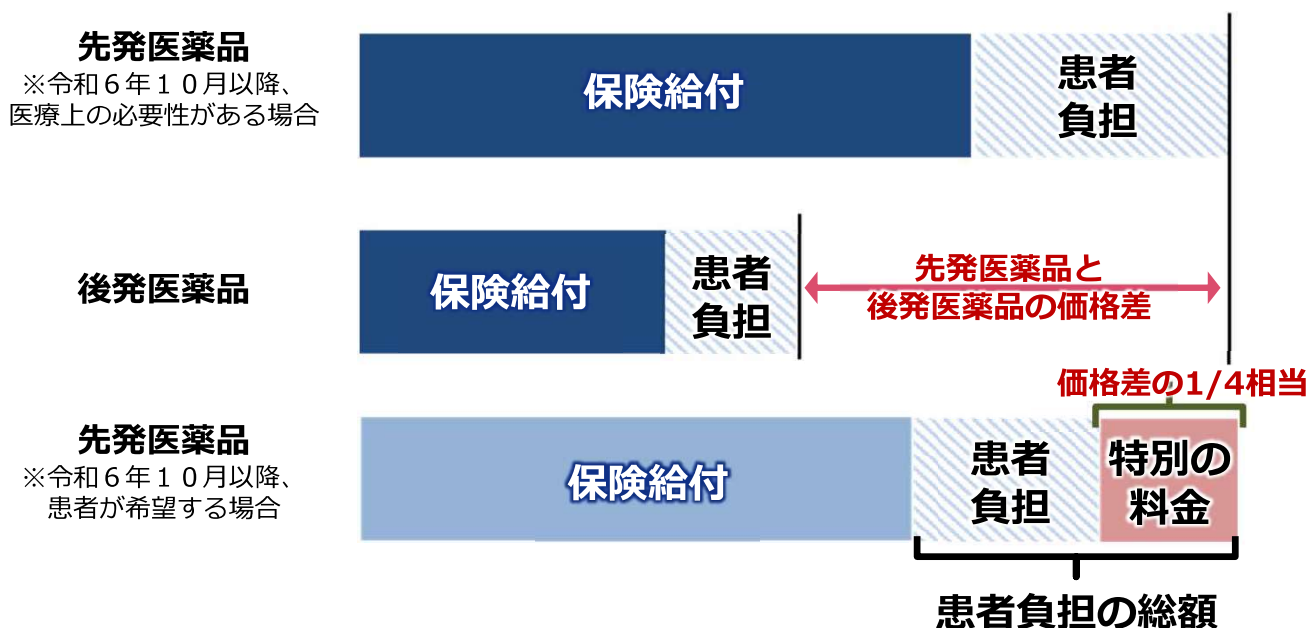 先発医薬品
※令和６年１０月以降、
医療上の必要性がある場合
保険給付
患者
負担
後発医薬品
保険給付
患者
負担
先発医薬品と
後発医薬品の価格差
価格差の1/4相当
先発医薬品
※令和６年１０月以降、
患者が希望する場合
保険給付
患者
負担
特別の
料金
患者負担の総額